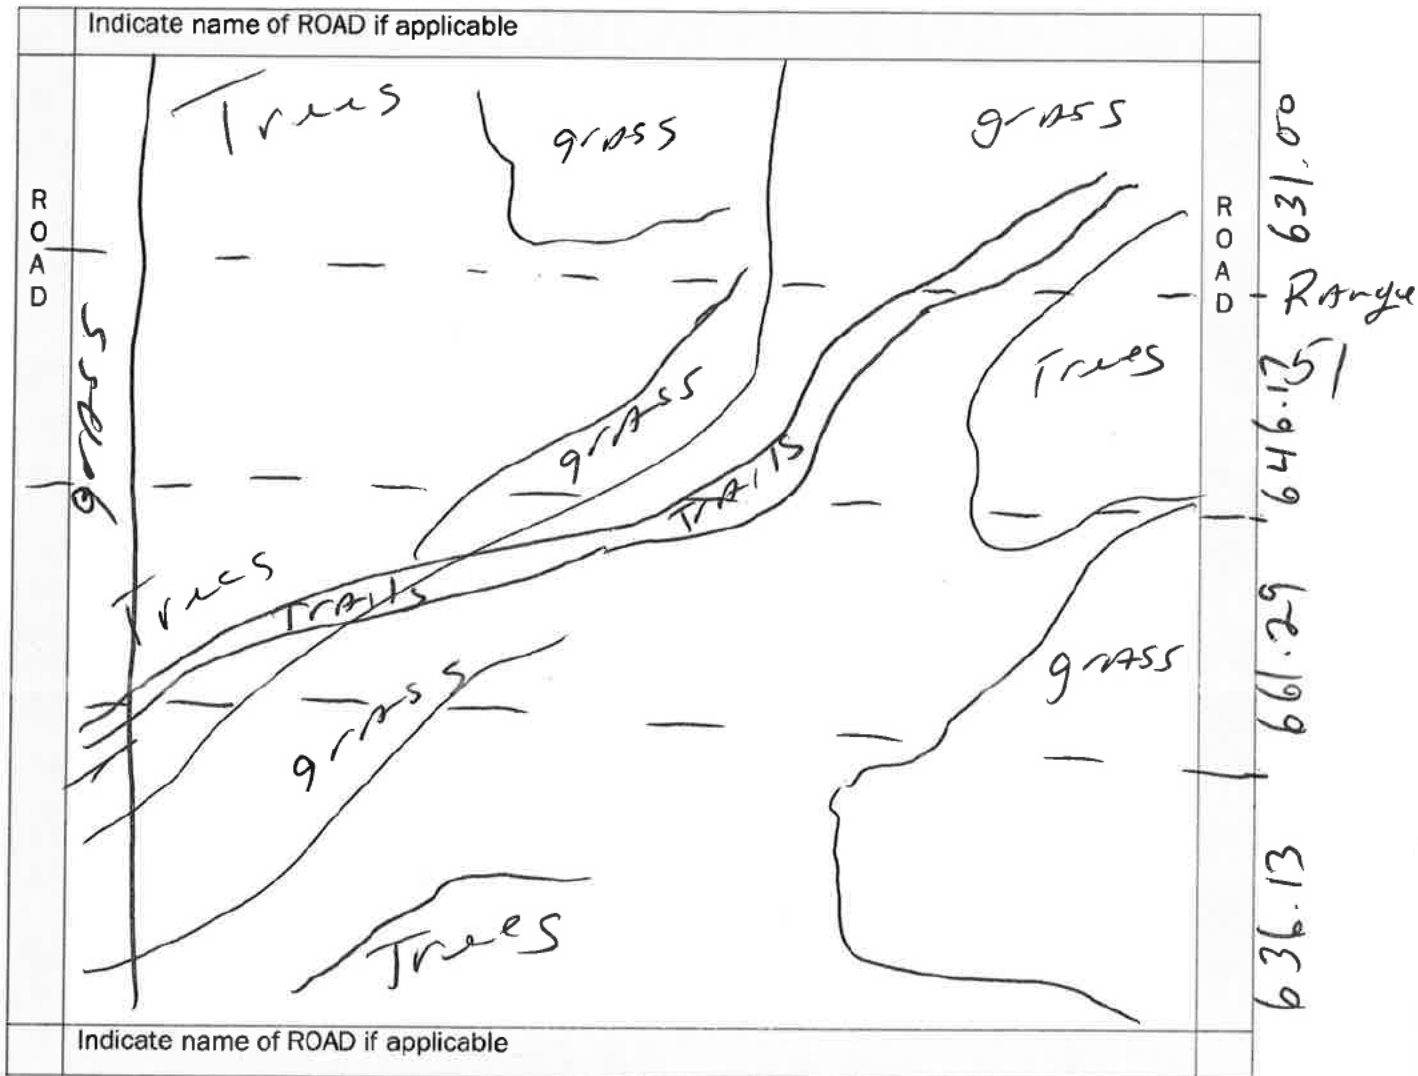 Indicate name of ROAD if applicable
Trees
grass
grass
631.00
ROAD
ROAD
Range
51
grass
Trees
646.17
grass
Trails
Trees
Trails
661.29
grass
grass
636.13
Trees
Indicate name of ROAD if applicable